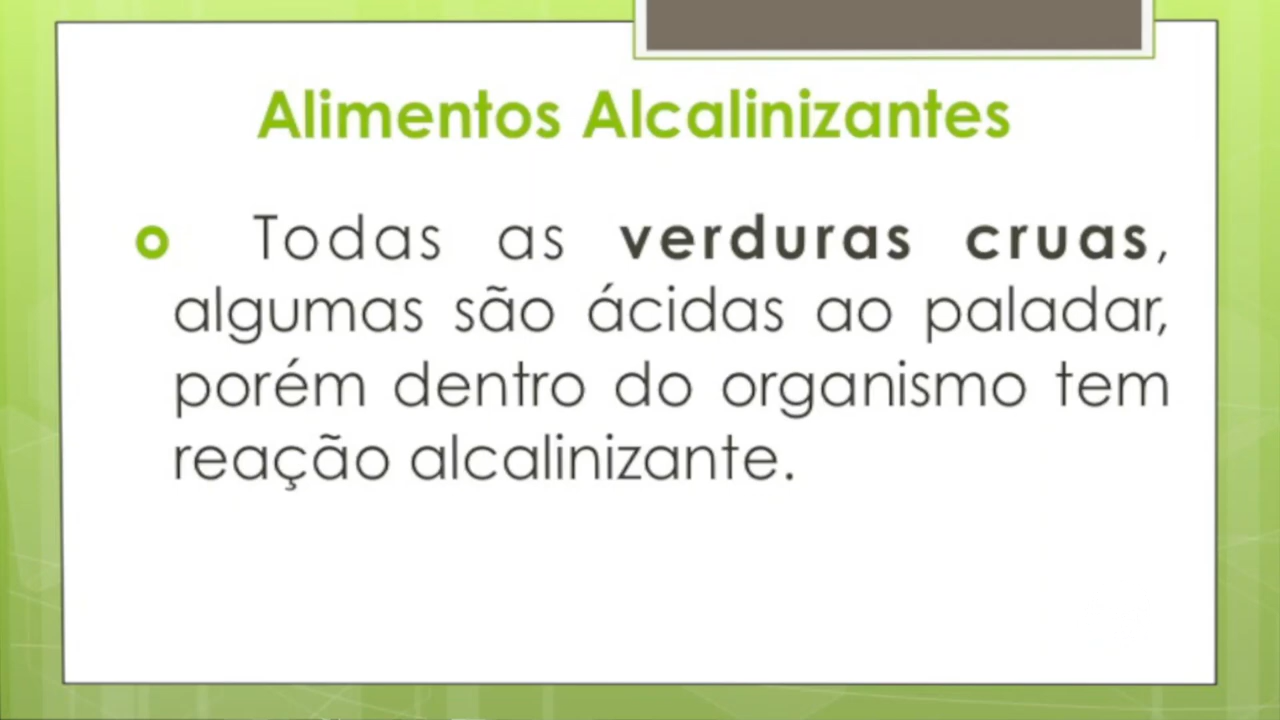 Alimentos Alcalinizantes
Todas as verduras cruas,
algumas são ácidas ao paladar,
porém dentro do organismo tem
reação alcalinizante.